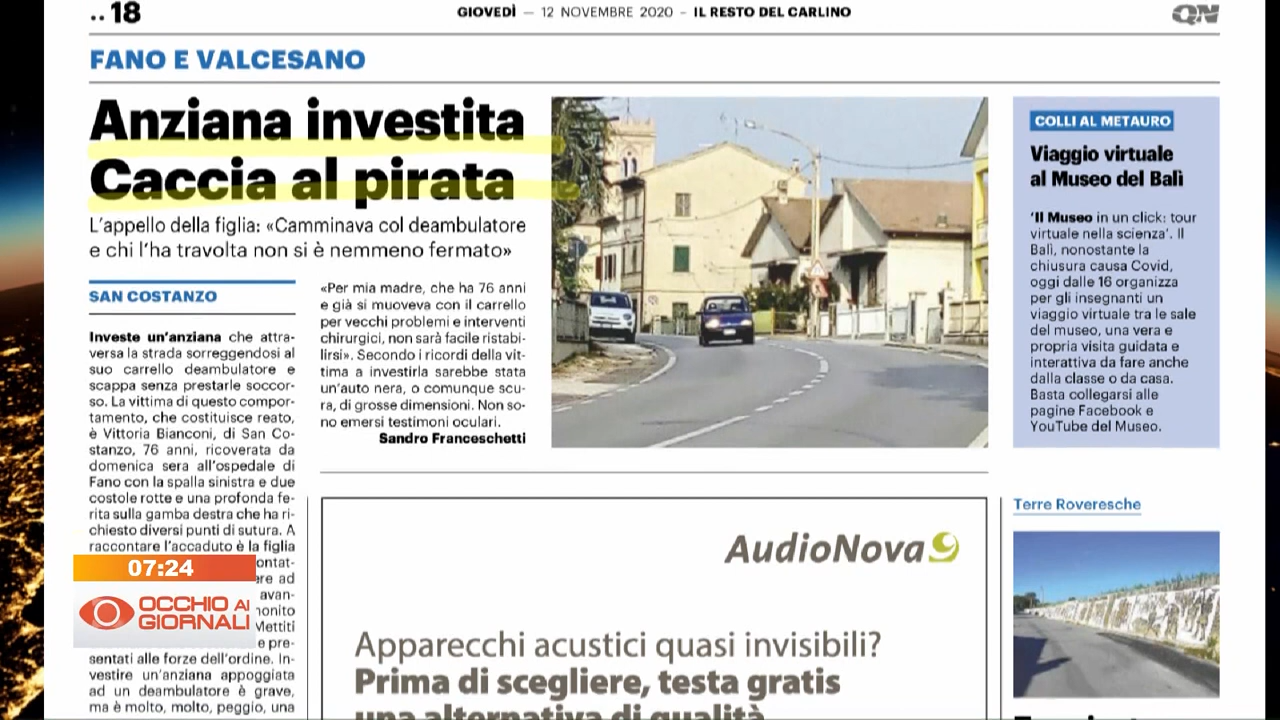 18
GIOVEDÌ — 12 NOVEMBRE 2020 – IL RESTO DEL CARLINO
QN
FANO E VALCESANO
Anziana investita
Caccia al pirata
L'appello della figlia: «Camminava col deambulatore
e chi l'ha travolta non si è nemmeno fermato»
SAN COSTANZO
Investe un'anziana che attra-
versa la strada sorreggendosi al
suo carrello deambulatore e
scappa senza prestarle soccor-
so. La vittima di questo compor-
tamento, che costituisce reato,
è Vittoria Bianconi, di San Co-
stanzo, 76 anni, ricoverata da
domenica sera all'ospedale di
Fano con la spalla sinistra e due
costole rotte e una profonda fe-
rita sulla gamba destra che ha ri-
chiesto diversi punti di sutura. A
raccontare l'accaduto è la figlia
Mettiti
e pre-
sentati alle forze dell'ordine. In-
vestire un'anziana appoggiata
ad un deambulatore è grave,
ma è molto, molto, peggio, una
«Per mia madre, che ha 76 anni
e già si muoveva con il carrello
per vecchi problemi e interventi
chirurgici, non sarà facile ristabi-
lirsi». Secondo i ricordi della vit-
tima a investirla sarebbe stata
un'auto nera, o comunque scu-
ra, di grosse dimensioni. Non so-
no emersi testimoni oculari.
Sandro Franceschetti
COLLI AL METAURO
Viaggio virtuale
al Museo del Balì
'Il Museo in un click: tour
virtuale nella scienza'. Il
Balì, nonostante la
chiusura causa Covid,
oggi dalle 16 organizza
per gli insegnanti un
viaggio virtuale tra le sale
del museo, una vera e
propria visita guidata e
interattiva da fare anche
dalla classe o da casa.
Basta collegarsi alle
pagine Facebook e
YouTube del Museo.
Terre Roveresche
AudioNova
Apparecchi acustici quasi invisibili?
Prima di scegliere, testa gratis
una alternativa di qualità
07:24
OCCHIO AI
GIORNALI